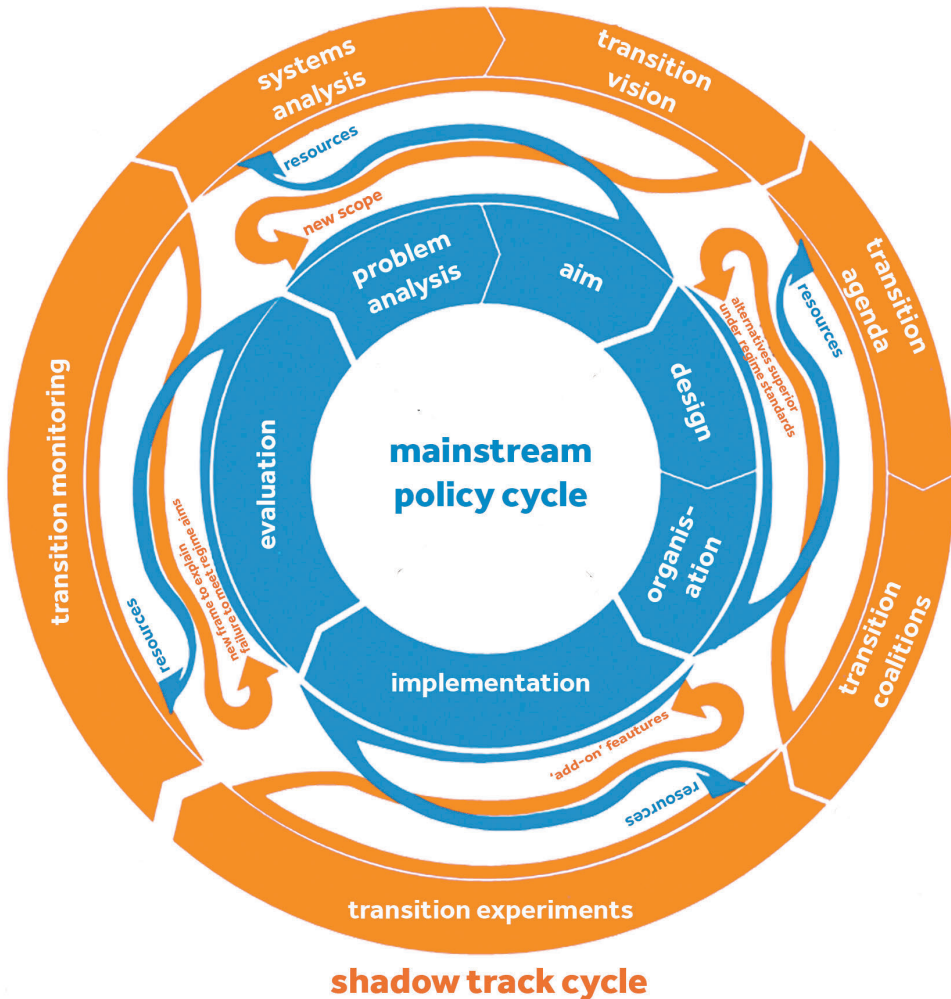 systems
analysis
transition
vision
transition
agenda
transition
coalitions
transition experiments
transition monitoring
resources
new scope
resources
alternatives superior
under regime standards
resources
'add-on' feautures
resources
new frame to explain
failure to meet regime aims
problem
analysis
aim
design
organis-
ation
implementation
evaluation
mainstream
policy cycle
shadow track cycle